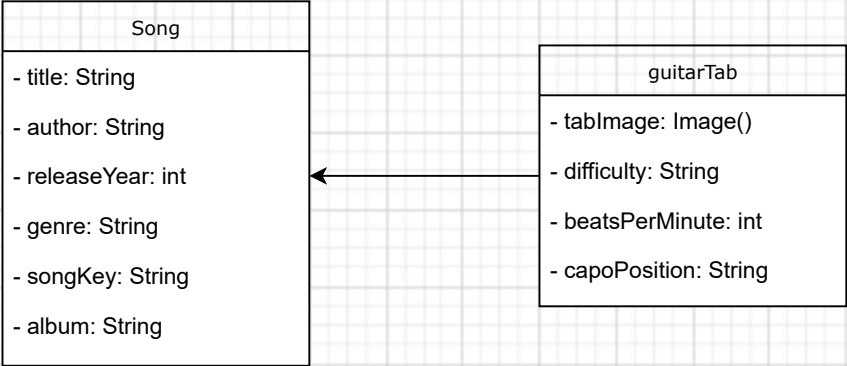 Song
- title: String
- author: String
- releaseYear: int
- genre: String
- songKey: String
- album: String
guitarTab
- tabImage: Image()
- difficulty: String
- beatsPerMinute: int
- capoPosition: String